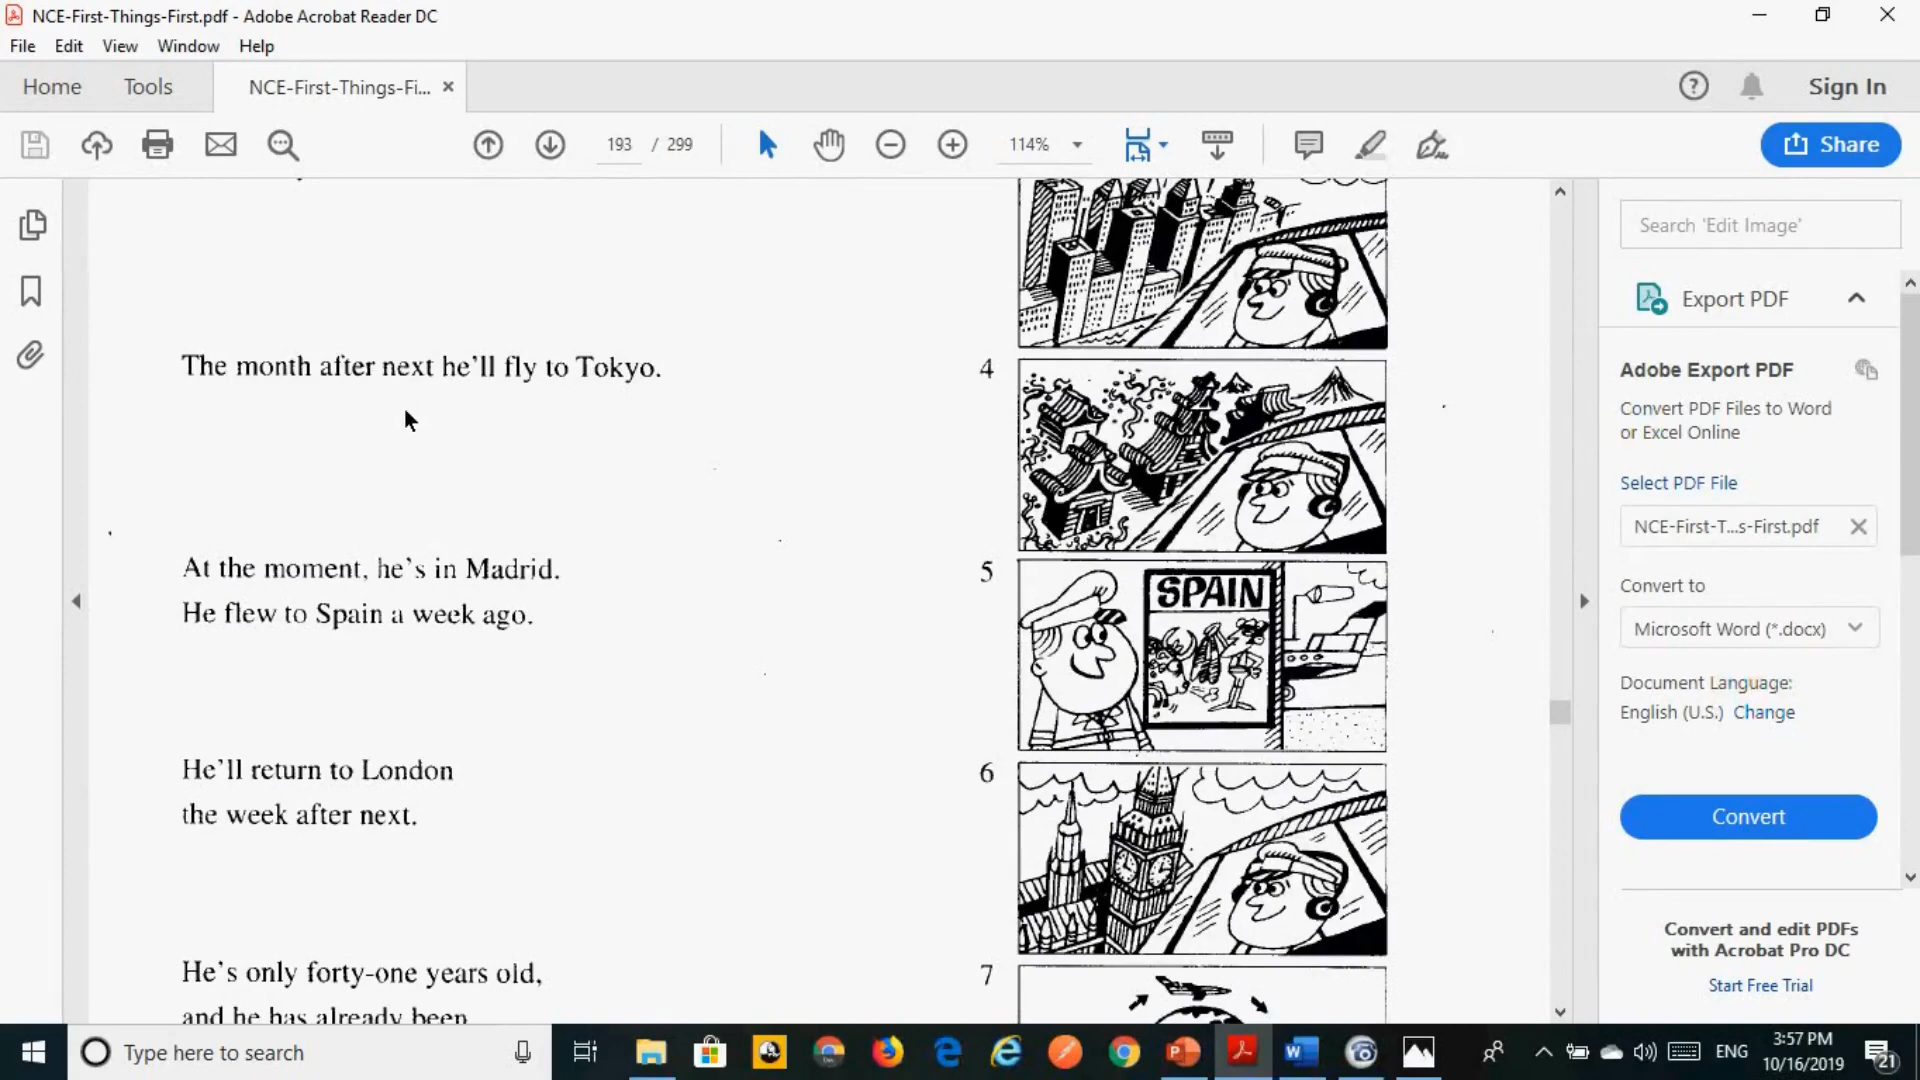 NCE-First-Things-First.pdf - Adobe Acrobat Reader DC
File Edit View Window Help
Home Tools NCE-First-Things-Fi... × Sign In
193 / 299 114% Share
The month after next he'll fly to Tokyo. 4
At the moment, he's in Madrid. 5
He flew to Spain a week ago.
SPAIN
He'll return to London 6
the week after next.
He's only forty-one years old, 7
and he has already been
Search 'Edit Image'
Export PDF
Adobe Export PDF
Convert PDF Files to Word
or Excel Online
Select PDF File
NCE-First-T...s-First.pdf
Convert to
Microsoft Word (*.docx)
Document Language:
English (U.S.) Change
Convert
Convert and edit PDFs
with Acrobat Pro DC
Start Free Trial
Type here to search
ENG
3:57 PM
10/16/2019
21